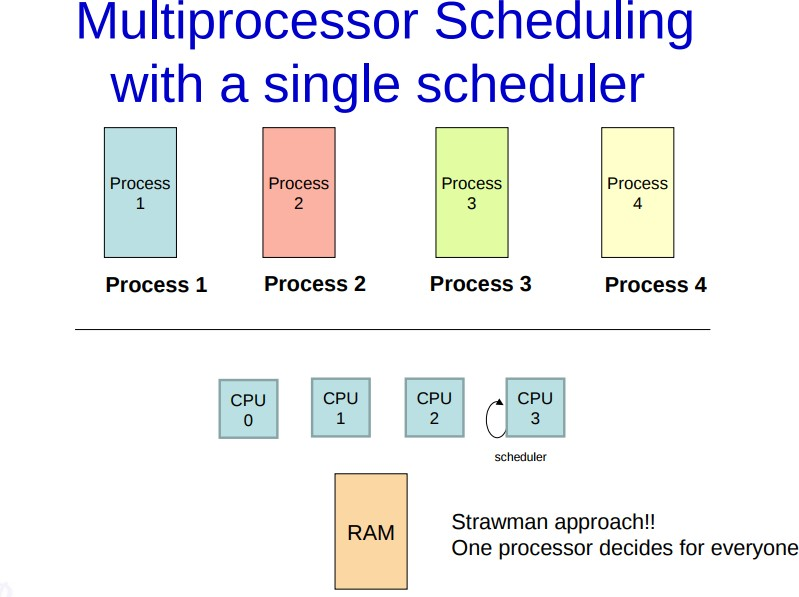 Multiprocessor Scheduling
with a single scheduler
Process
1
Process
2
Process
3
Process
4
Process 1
Process 2
Process 3
Process 4
CPU
0
CPU
1
CPU
2
CPU
3
scheduler
RAM
Strawman approach!!
One processor decides for everyone